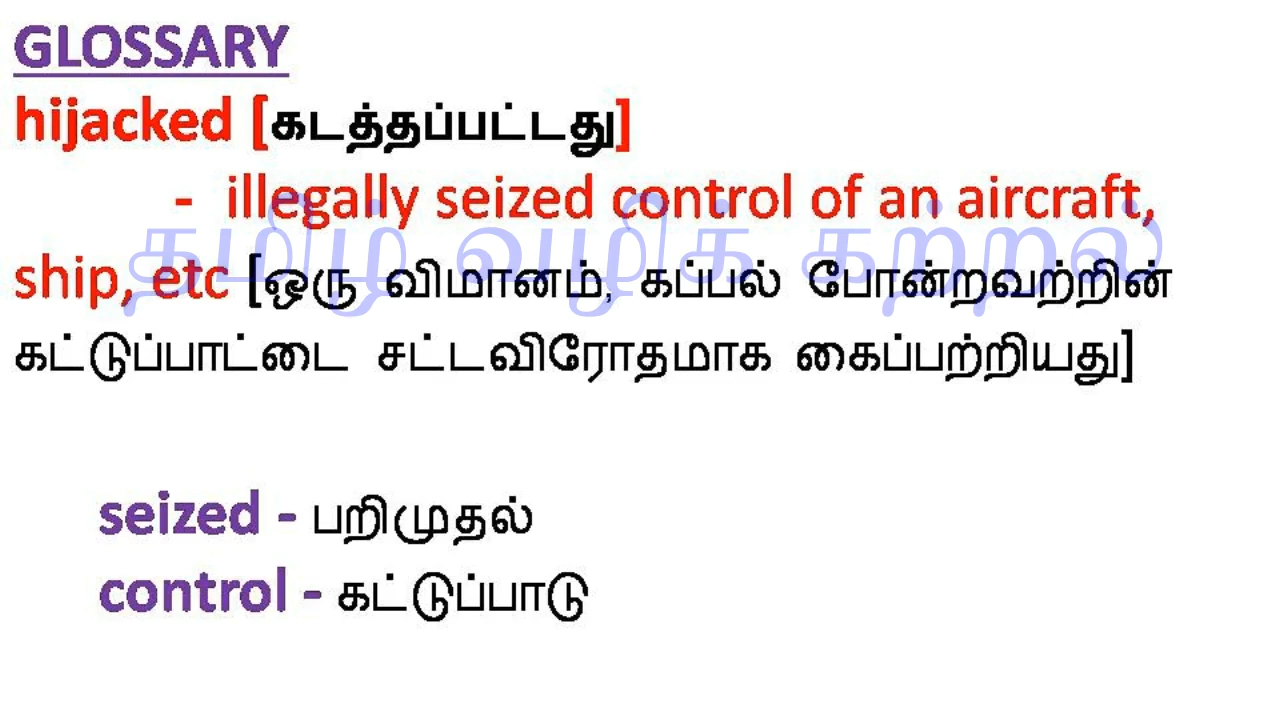 GLOSSARY
hijacked [கடத்தப்பட்டது]
- illegally seized control of an aircraft,
தமிழ் வழிக் கற்றல்
ship, etc [ஒரு விமானம், கப்பல் போன்றவற்றின்
கட்டுப்பாட்டை சட்டவிரோதமாக கைப்பற்றியது]
seized - பறிமுதல்
control - கட்டுப்பாடு